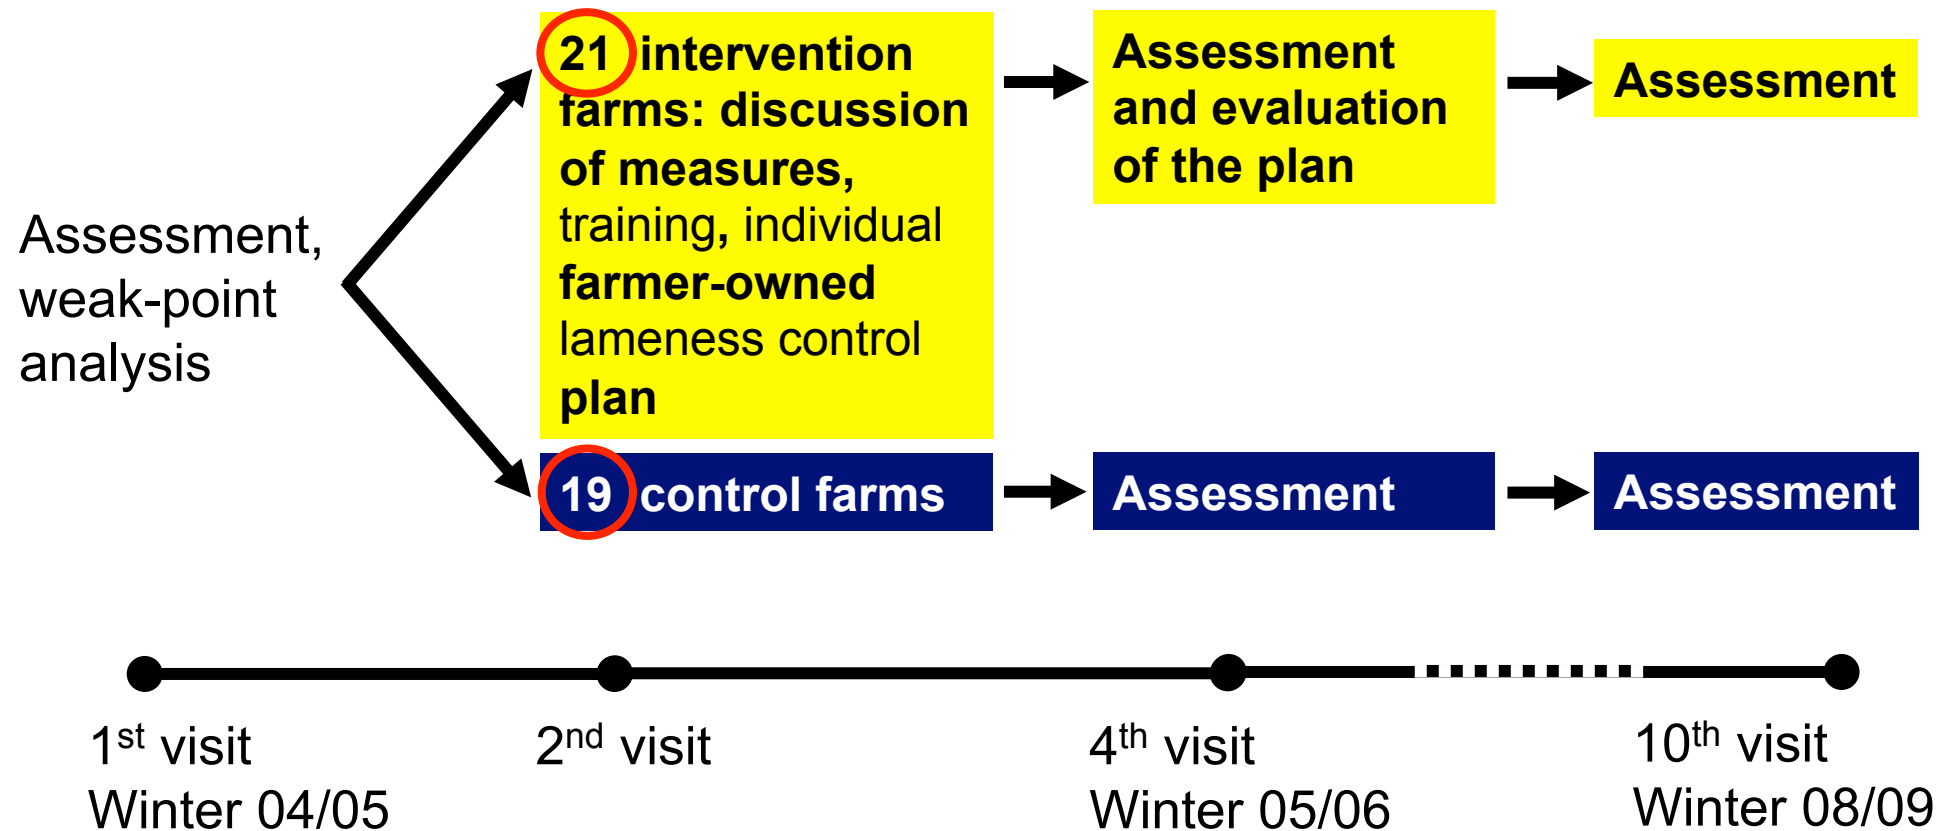 Assessment,
weak-point
analysis
21 intervention
farms: discussion
of measures,
training, individual
farmer-owned
lameness control
plan
Assessment
and evaluation
of the plan
Assessment
19 control farms
Assessment
Assessment
1st visit
Winter 04/05
2nd visit
4th visit
Winter 05/06
10th visit
Winter 08/09